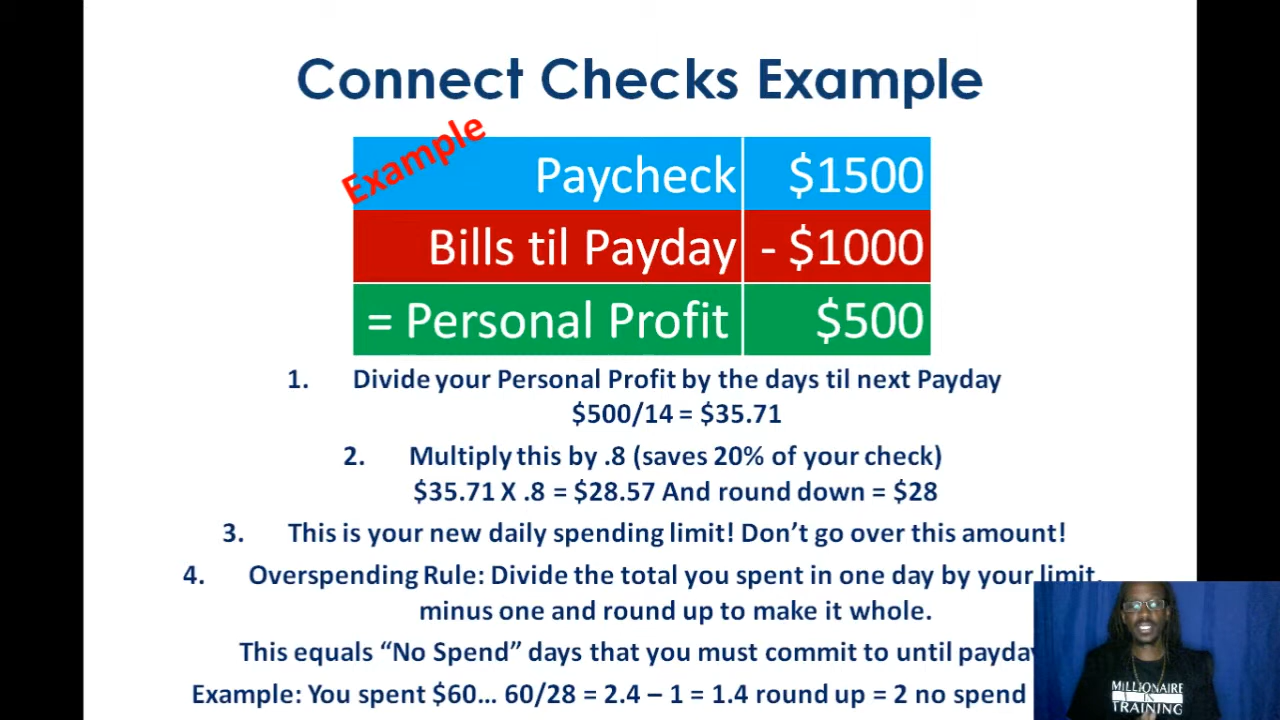 Connect Checks Example
Example
Paycheck $1500
Bills til Payday - $1000
= Personal Profit $500
1. Divide your Personal Profit by the days til next Payday
$500/14 = $35.71
2. Multiply this by .8 (saves 20% of your check)
$35.71 X .8 = $28.57 And round down = $28
3. This is your new daily spending limit! Don't go over this amount!
4. Overspending Rule: Divide the total you spent in one day by your limit,
minus one and round up to make it whole.
This equals “No Spend” days that you must commit to until payday
Example: You spent $60... 60/28 = 2.4 – 1 = 1.4 round up = 2 no spend
MILLIONAIRE
IN
TRAINING